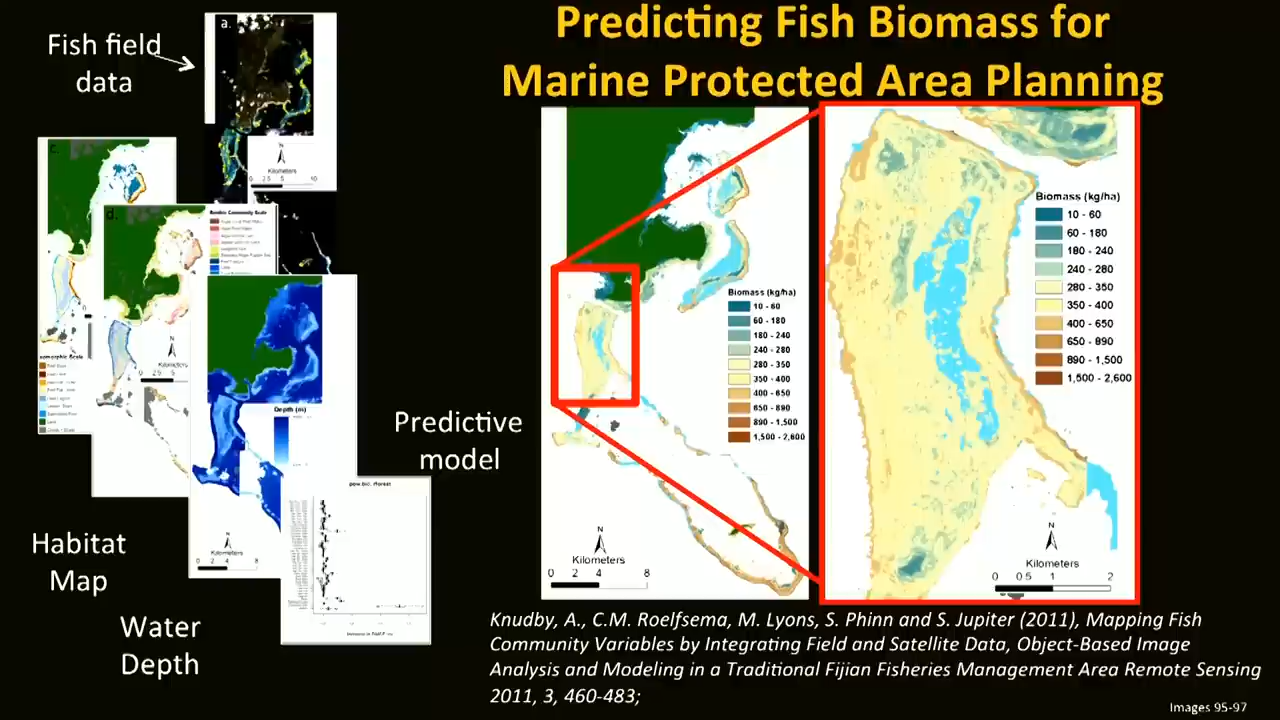 Predicting Fish Biomass for
Marine Protected Area Planning
Fish field
data
a.
N
Kilometers
0 2.5 5 10
c.
d.
Depth (m)
N
Kilometers
0 2 4 8
Habitat
Map
Water
Depth
Predictive
model
Biomass (kg/ha)
10 - 60
60 - 180
180 - 240
240 - 280
280 - 350
350 - 400
400 - 650
650 - 890
890 - 1,500
1,500 - 2,600
N
Kilometers
0 2 4 8
Biomass (kg/ha)
10 - 60
60 - 180
180 - 240
240 - 280
280 - 350
350 - 400
400 - 650
650 - 890
890 - 1,500
1,500 - 2,600
N
Kilometers
0 0 5 1 2
Knudby, A., C.M. Roelfsema, M. Lyons, S. Phinn and S. Jupiter (2011), Mapping Fish
Community Variables by Integrating Field and Satellite Data, Object-Based Image
Analysis and Modeling in a Traditional Fijian Fisheries Management Area Remote Sensing
2011, 3, 460-483;
Images 95-97